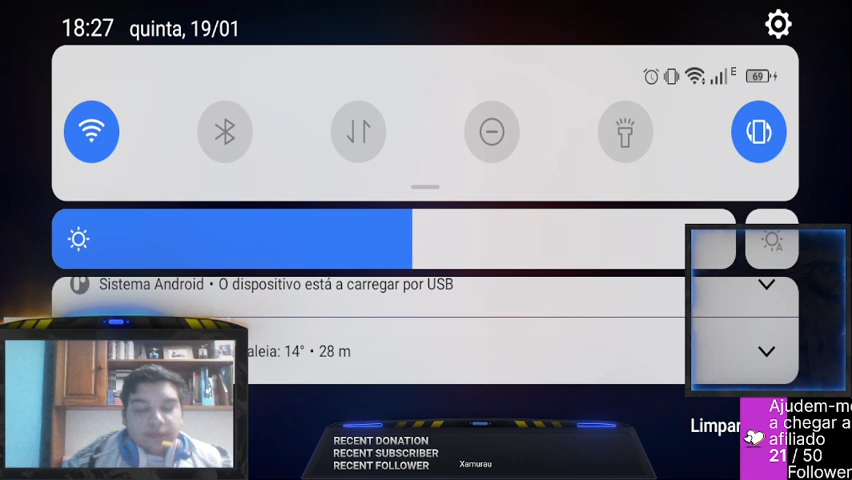 18:27 quinta, 19/01
E
69
Sistema Android • O dispositivo está a carregar por USB
aleia: 14° • 28 m
A
RECENT DONATION
RECENT SUBSCRIBER
RECENT FOLLOWER
Xamurau
Limpar
Ajudem-me
a chegar a
afiliado
21 / 50
Follower